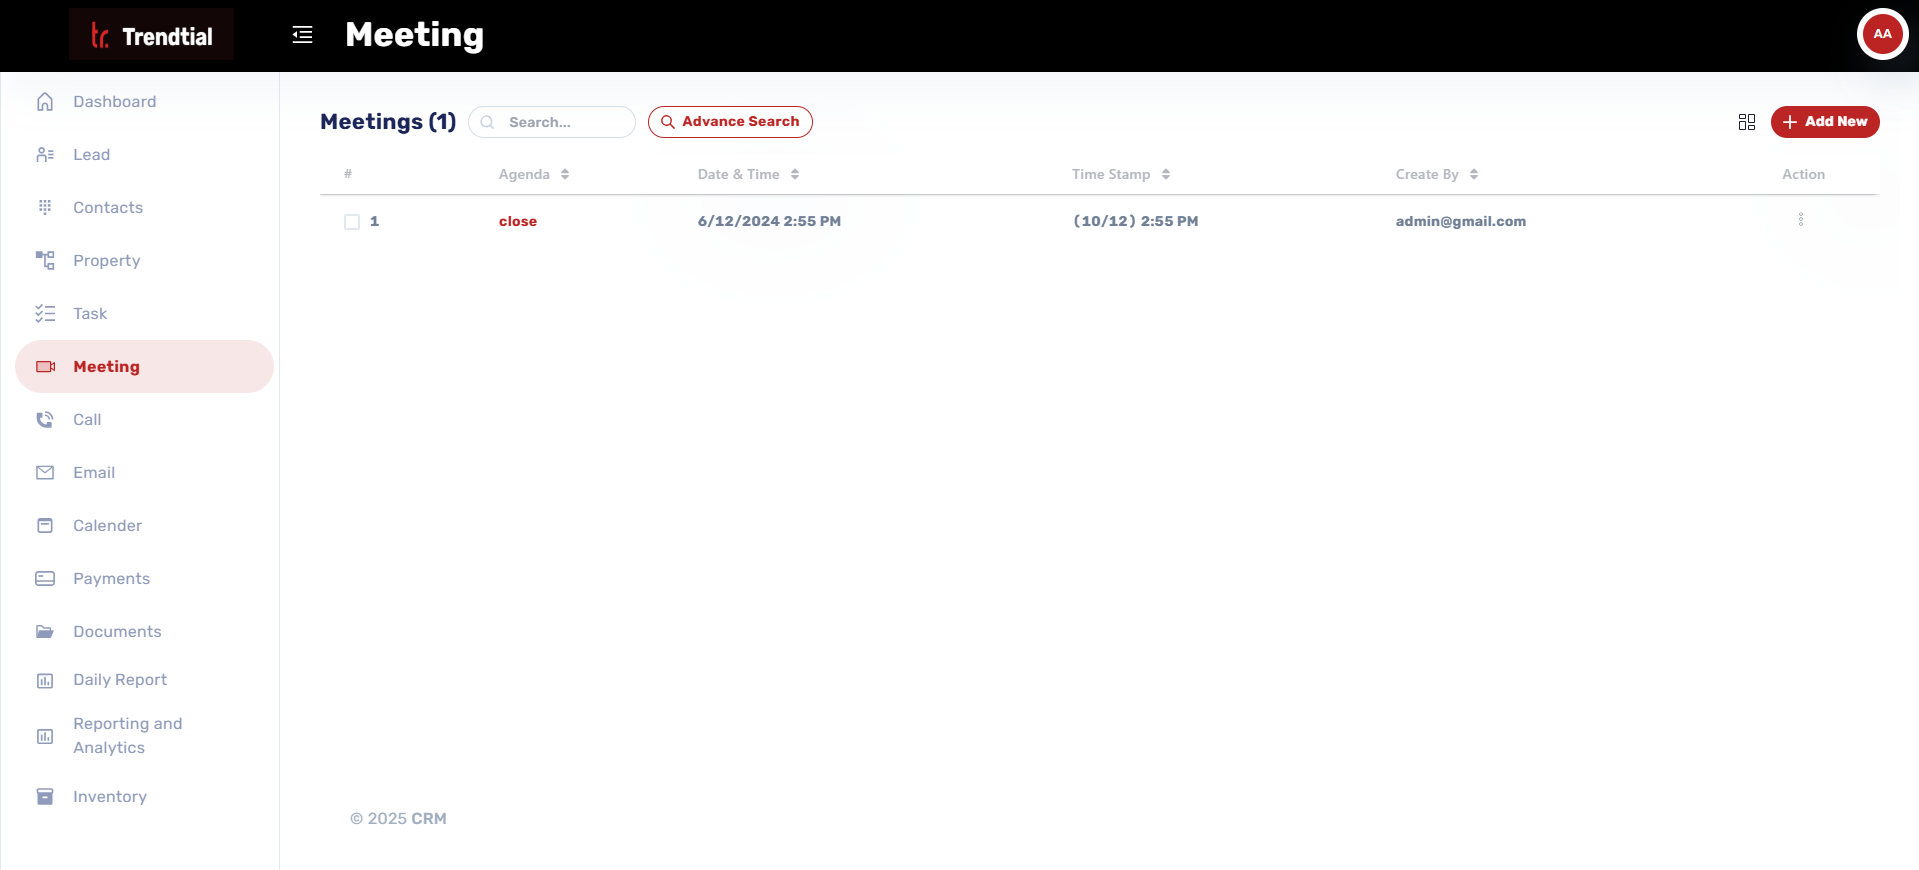 tr. Trendtial
Meeting
AA
Dashboard
Lead
Contacts
Property
Task
Meeting
Call
Email
Calender
Payments
Documents
Daily Report
Reporting and
Analytics
Inventory
Meetings (1)
Search...
Advance Search
Add New
# Agenda Date & Time Time Stamp Create By Action
1 close 6/12/2024 2:55 PM (10/12) 2:55 PM admin@gmail.com
© 2025 CRM